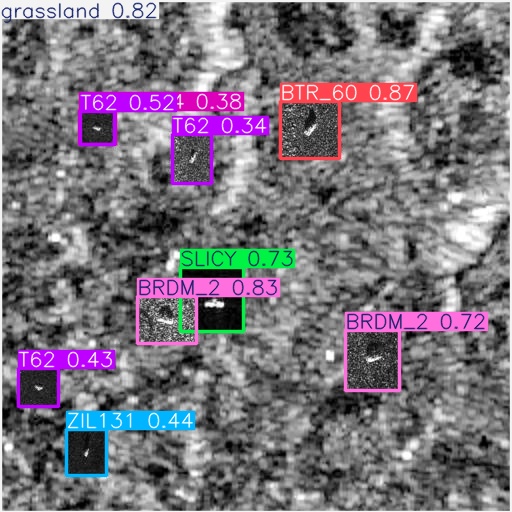 grassland 0.82
BTR_60 0.87
T62 0.52
0.38
T62 0.34
SLICY 0.73
BRDM_2 0.83
BRDM_2 0.72
T62 0.43
ZIL131 0.44